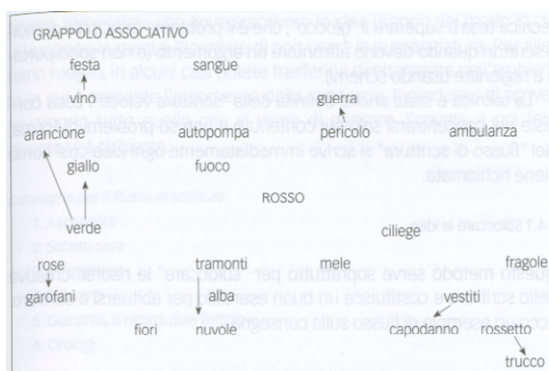 GRAPPOLO ASSOCIATIVO
festa sangue
vino guerra
arancione autopompa pericolo ambulanza
giallo fuoco
ROSSO
verde ciliege
rose tramonti mele fragole
garofani alba vestiti
fiori nuvole capodanno rossetto
trucco